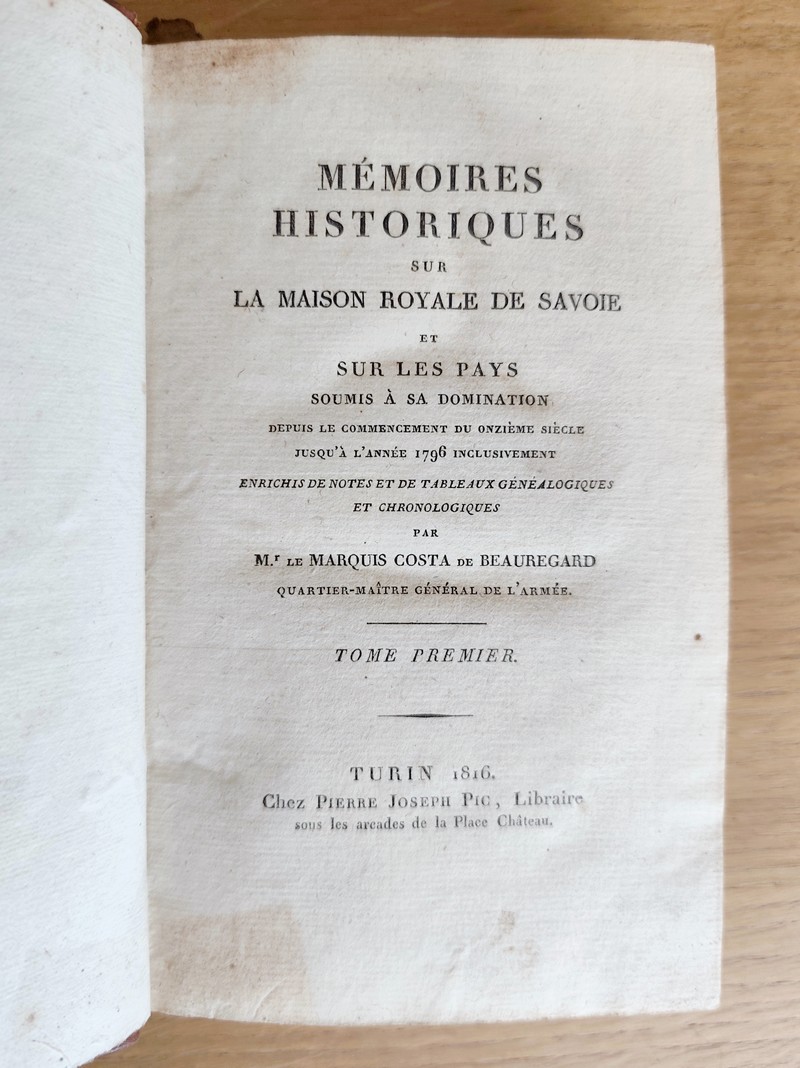 MÉMOIRES
HISTORIQUES
SUR
LA MAISON ROYALE DE SAVOIE
ET
SUR LES PAYS
SOUMIS À SA DOMINATION
DEPUIS LE COMMENCEMENT DU ONZIÈME SIÈCLE
JUSQU'À L'ANNÉE 1796 INCLUSIVEMENT
ENRICHIS DE NOTES ET DE TABLEAUX GÉNÉALOGIQUES
ET CHRONOLOGIQUES
PAR
M.r LE MARQUIS COSTA DE BEAUREGARD
QUARTIER-MAÎTRE GÉNÉRAL DE L'ARMÉE.
TOME PREMIER.
TURIN 1816.
Chez PIERRE JOSEPH PIC, Libraire
sous les arcades de la Place Château.